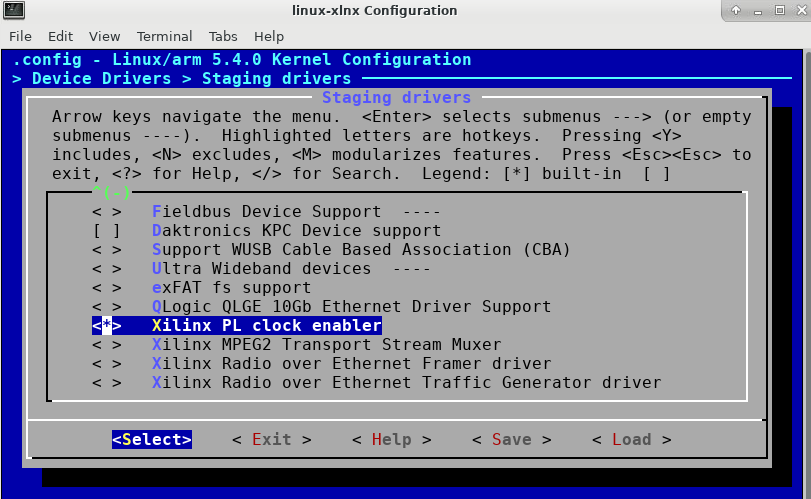 linux-xlnx Configuration
File Edit View Terminal Tabs Help
.config - Linux/arm 5.4.0 Kernel Configuration
> Device Drivers > Staging drivers
Staging drivers
Arrow keys navigate the menu. <Enter> selects submenus ---> (or empty
submenus ----). Highlighted letters are hotkeys. Pressing <Y>
includes, <N> excludes, <M> modularizes features. Press <Esc><Esc> to
exit, <?> for Help, </> for Search. Legend: [*] built-in [ ]
^(-)
< > Fieldbus Device Support ----
[ ] Daktronics KPC Device support
< > Support WUSB Cable Based Association (CBA)
< > Ultra Wideband devices ----
< > exFAT fs support
< > QLogic QLGE 10Gb Ethernet Driver Support
<*> Xilinx PL clock enabler
< > Xilinx MPEG2 Transport Stream Muxer
< > Xilinx Radio over Ethernet Framer driver
< > Xilinx Radio over Ethernet Traffic Generator driver
<Select> < Exit > < Help > < Save > < Load >